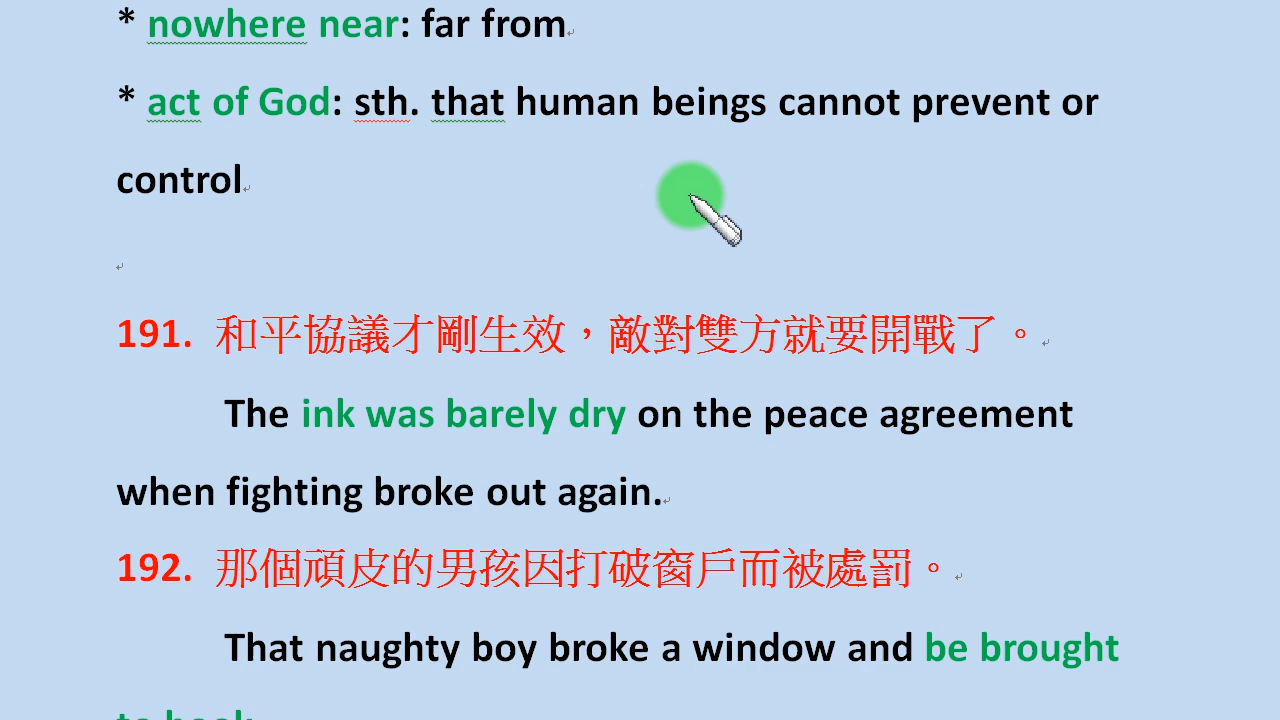 * nowhere near: far from
* act of God: sth. that human beings cannot prevent or
control
191. 和平協議才剛生效，敵對雙方就要開戰了。
The ink was barely dry on the peace agreement
when fighting broke out again.
192. 那個頑皮的男孩因打破窗戶而被處罰。
That naughty boy broke a window and be brought
to book